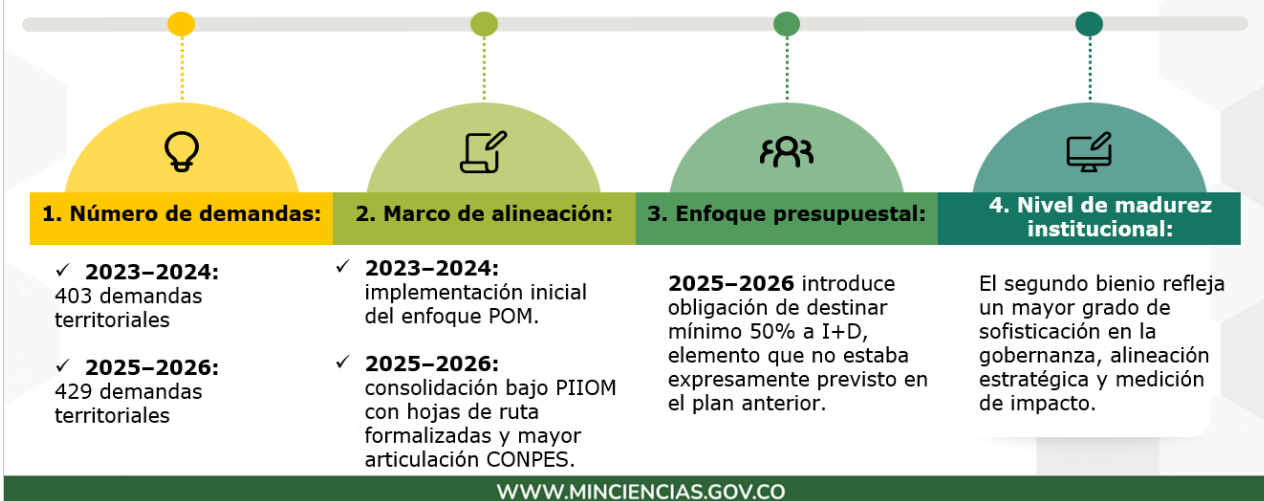 1. Número de demandas:
✓ 2023–2024:
403 demandas
territoriales
✓ 2025–2026:
429 demandas
territoriales
2. Marco de alineación:
✓ 2023–2024:
implementación inicial
del enfoque POM.
✓ 2025–2026:
consolidación bajo PIIOM
con hojas de ruta
formalizadas y mayor
articulación CONPES.
3. Enfoque presupuestal:
2025–2026 introduce
obligación de destinar
mínimo 50% a I+D,
elemento que no estaba
expresamente previsto en
el plan anterior.
4. Nivel de madurez
institucional:
El segundo bienio refleja
un mayor grado de
sofisticación en la
gobernanza, alineación
estratégica y medición
de impacto.
WWW.MINCIENCIAS.GOV.CO